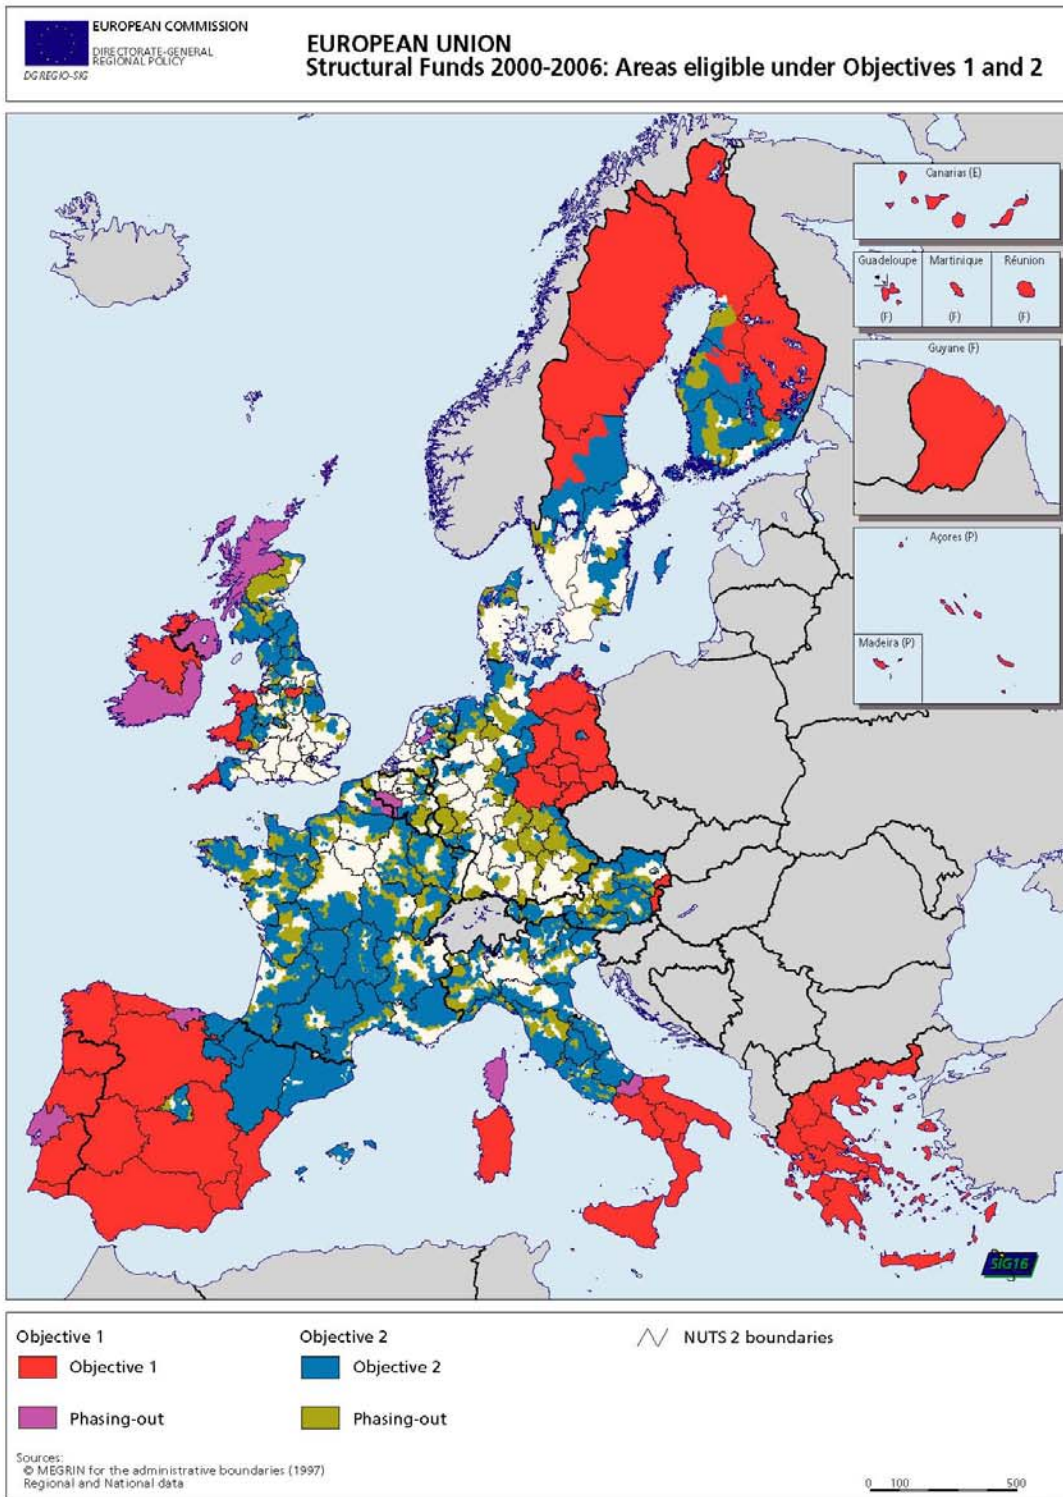 EUROPEAN COMMISSION
DIRECTORATE-GENERAL
REGIONAL POLICY
DG REGIO-SIG
EUROPEAN UNION
Structural Funds 2000-2006: Areas eligible under Objectives 1 and 2
Canarias (E)
Guadeloupe
Martinique
Réunion
(F)
(F)
(F)
Guyane (F)
Açores (P)
Madeira (P)
SIG16
Objective 1
Objective 2
NUTS 2 boundaries
Objective 1
Objective 2
Phasing-out
Phasing-out
Sources:
© MEGRIN for the administrative boundaries (1997)
Regional and National data
0 100 500